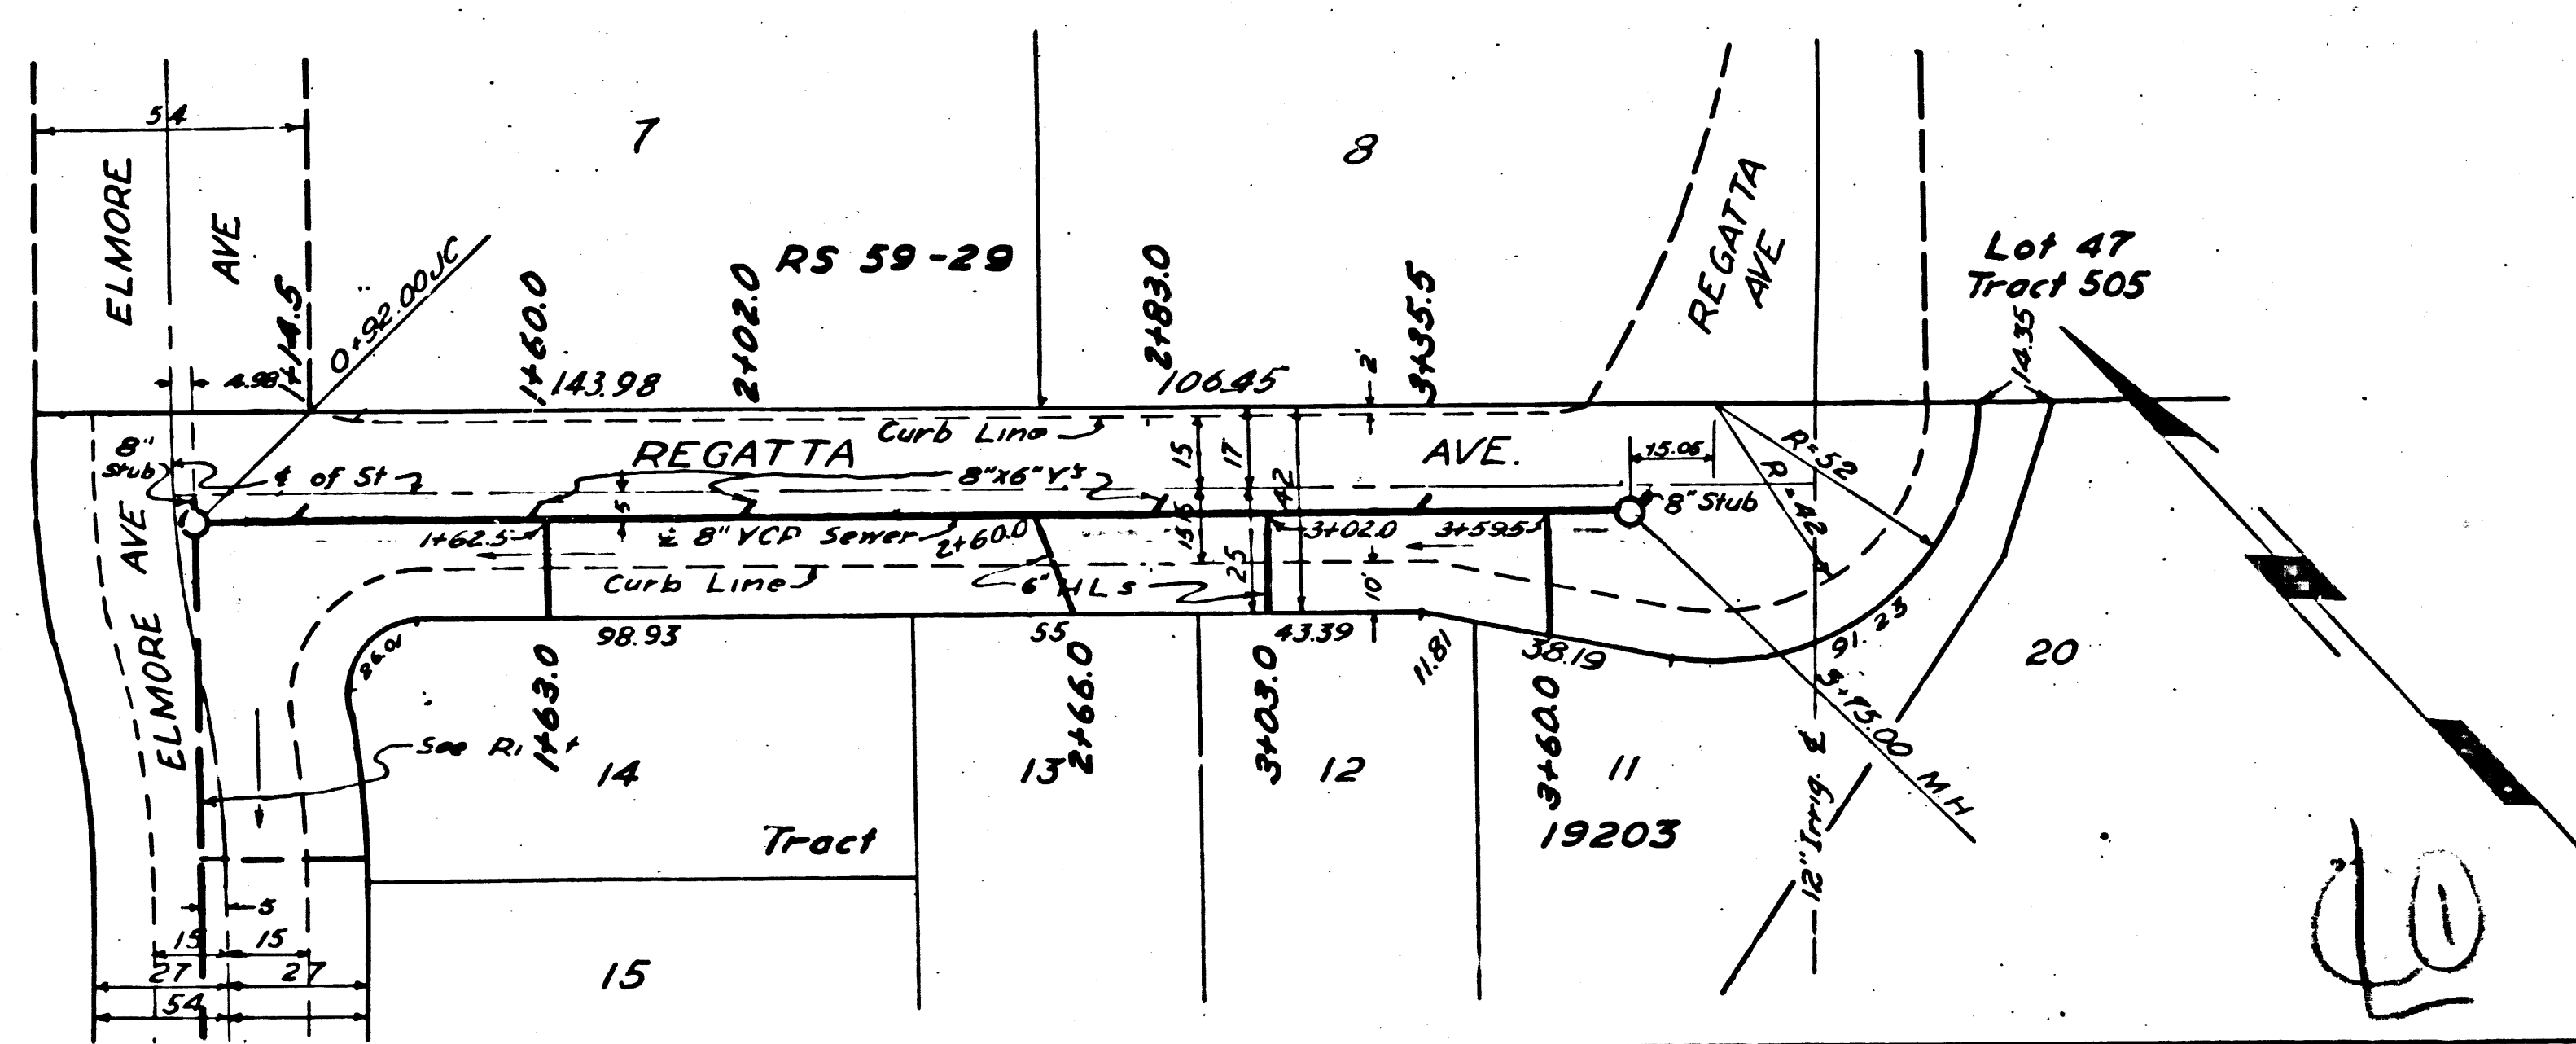 54
ELMORE
AVE
7
8
RS 59-29
REGATTA
AVE
Lot 47
Tract 505
14.35
1+14.5
0+92.00 JC
1+60.0
2+02.0
2+83.0
3+35.5
4.98
143.98
106.45
2'
Curb Line
REGATTA
AVE.
8"
stub
℄ of St
8"x6" Y's
15
17
42
15.06
R=52
R=42
8" Stub
5
15
15
25
1+62.5
℄ 8" VCP Sewer
2+60.0
3+02.0
3+59.5
Curb Line
6" HLs
10'
ELMORE AVE
98.93
55
43.39
11.81
38.19
91.23
26.01
20
1+63.0
2+66.0
3+03.0
3+60.0
See
14
13
12
11
12" Irrig. ℄
M.H
Tract
19203
5
15
15
27
27
54
15